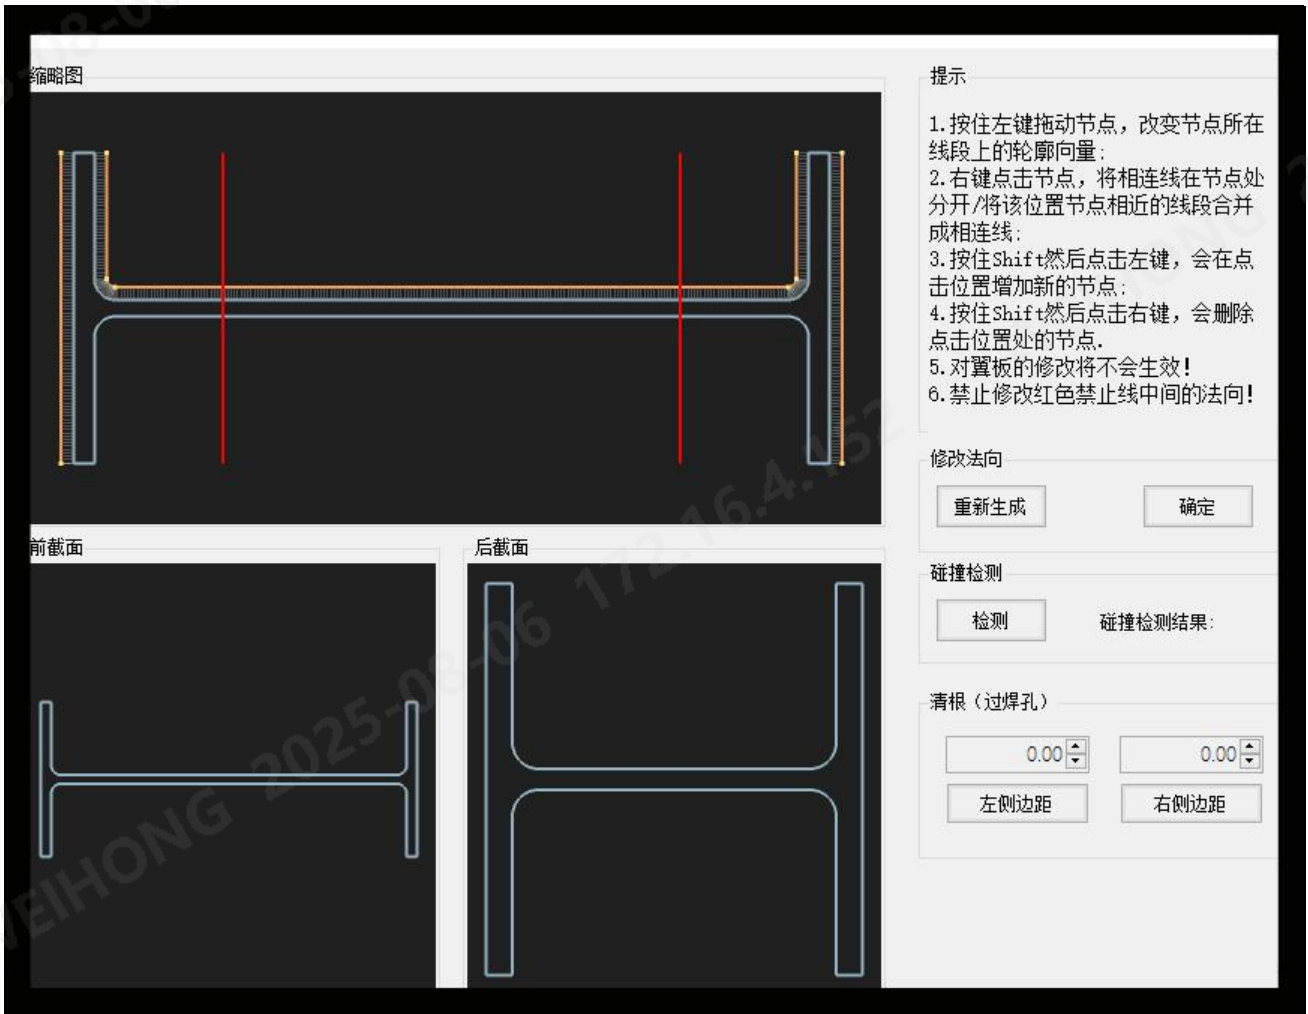 缩略图
提示
1.按住左键拖动节点，改变节点所在
线段上的轮廓向量；
2.右键点击节点，将相连线在节点处
分开/将该位置节点相近的线段合并
成相连线；
3.按住Shift然后点击左键，会在点
击位置增加新的节点；
4.按住Shift然后点击右键，会删除
点击位置处的节点.
5.对翼板的修改将不会生效！
6.禁止修改红色禁止线中间的法向！
修改法向
重新生成
确定
前截面
后截面
碰撞检测
检测
碰撞检测结果：
清根（过焊孔）
0.00
0.00
左侧边距
右侧边距
WEIHONG 2025-08-06 172.16.4.152